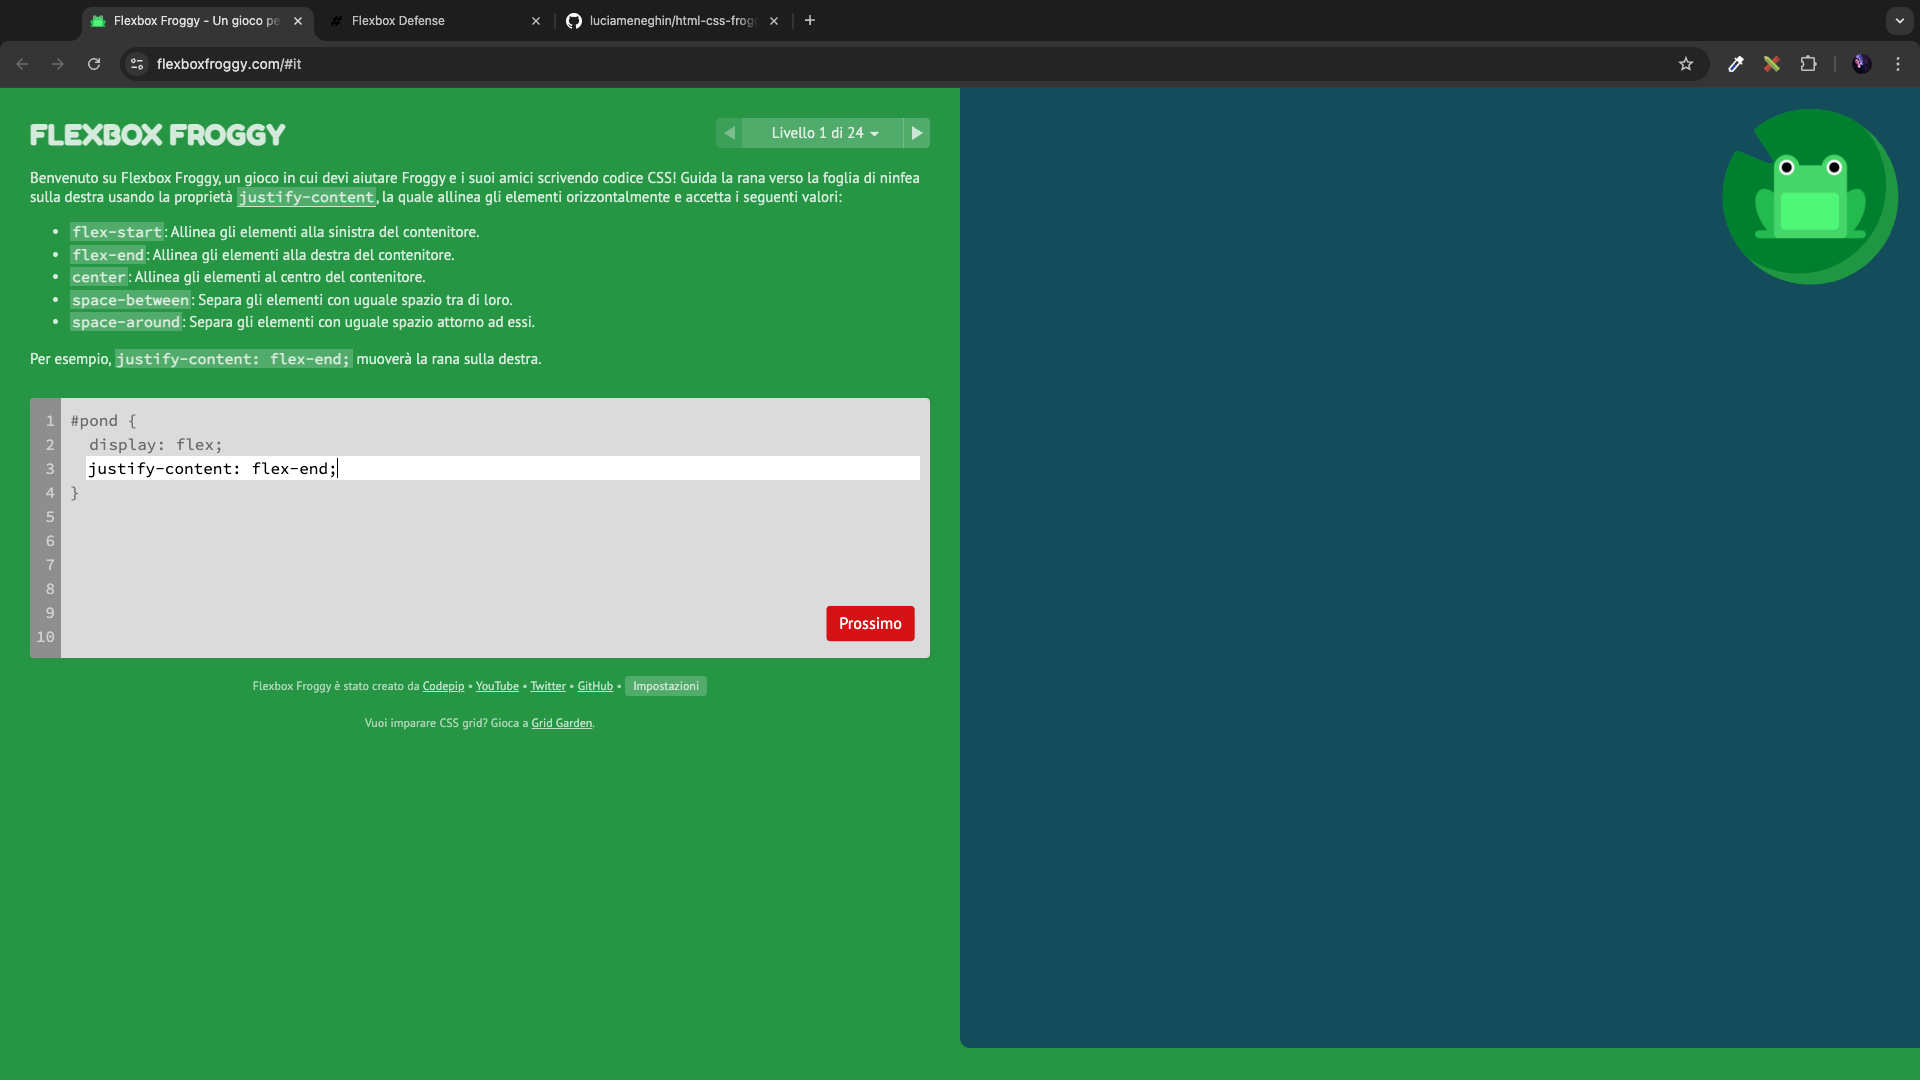 Flexbox Froggy - Un gioco pe
Flexbox Defense
luciameneghin/html-css-frog
flexboxfroggy.com/#it
FLEXBOX FROGGY
Livello 1 di 24
Benvenuto su Flexbox Froggy, un gioco in cui devi aiutare Froggy e i suoi amici scrivendo codice CSS! Guida la rana verso la foglia di ninfea
sulla destra usando la proprietà justify-content, la quale allinea gli elementi orizzontalmente e accetta i seguenti valori:
• flex-start: Allinea gli elementi alla sinistra del contenitore.
• flex-end: Allinea gli elementi alla destra del contenitore.
• center: Allinea gli elementi al centro del contenitore.
• space-between: Separa gli elementi con uguale spazio tra di loro.
• space-around: Separa gli elementi con uguale spazio attorno ad essi.
Per esempio, justify-content: flex-end; muoverà la rana sulla destra.
1 #pond {
2 display: flex;
3 justify-content: flex-end;
4 }
5
6
7
8
9
10
Prossimo
Flexbox Froggy è stato creato da Codepip • YouTube • Twitter • GitHub • Impostazioni
Vuoi imparare CSS grid? Gioca a Grid Garden.